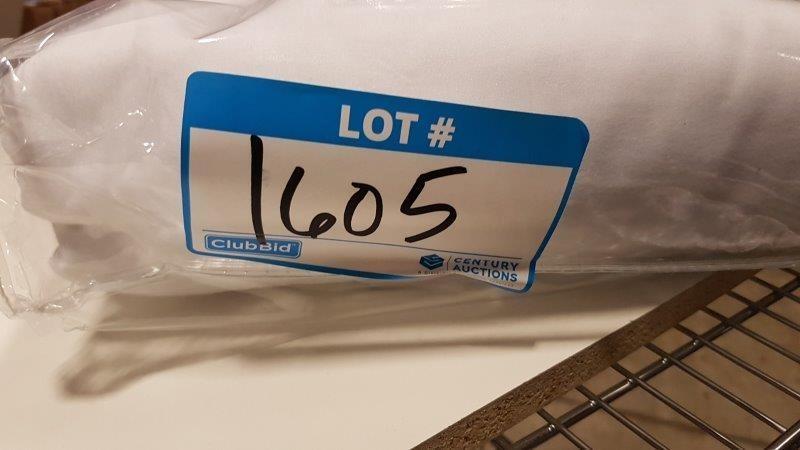 LOT #
1605
ClubBid
CENTURY
AUCTIONS